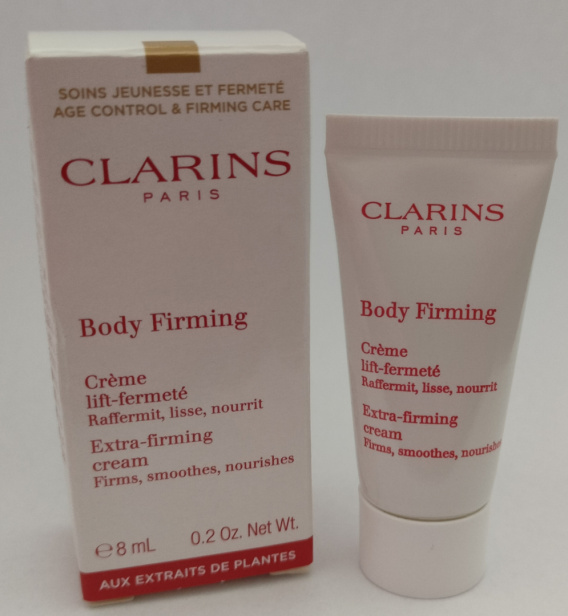 SOINS JEUNESSE ET FERMETÉ
AGE CONTROL & FIRMING CARE
CLARINS
PARIS
Body Firming
Crème
lift-fermeté
Raffermit, lisse, nourrit
Extra-firming
cream
Firms, smoothes, nourishes
℮8 mL 0.2 Oz. Net Wt.
AUX EXTRAITS DE PLANTES
CLARINS
PARIS
Body Firming
Crème
lift-fermeté
Raffermit, lisse, nourrit
Extra-firming
cream
Firms, smoothes, nourishes